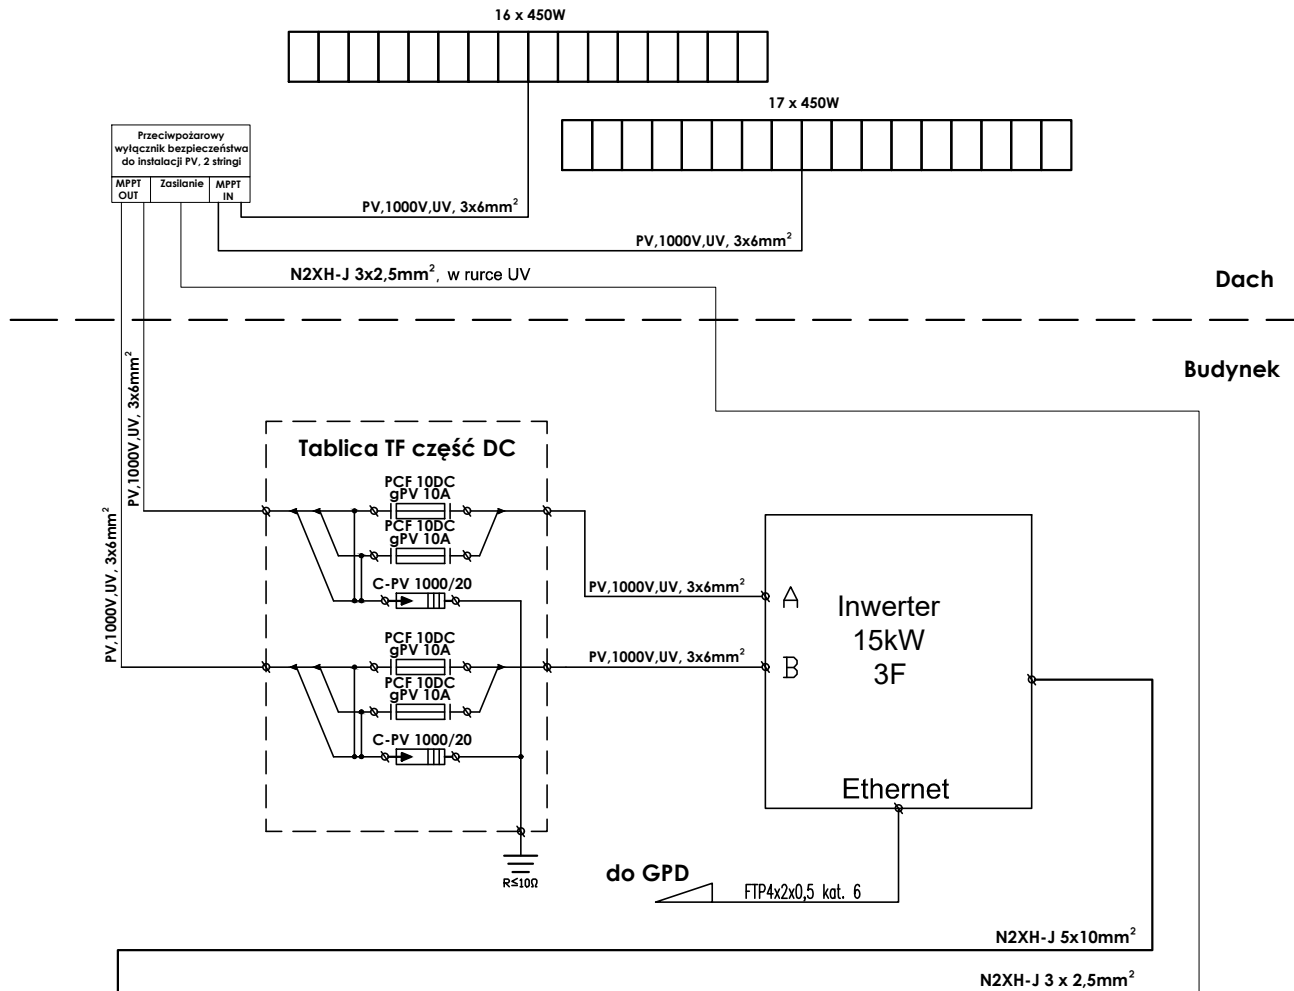 16 x 450W
17 x 450W
Przeciwpożarowy
wyłącznik bezpieczeństwa
do instalacji PV, 2 stringi
MPPT
OUT
Zasilanie
MPPT
IN
PV,1000V,UV, 3x6mm²
PV,1000V,UV, 3x6mm²
N2XH-J 3x2,5mm², w rurce UV
Dach
Budynek
PV,1000V,UV, 3x6mm²
PV,1000V,UV, 3x6mm²
Tablica TF część DC
PCF 10DC
gPV 10A
PCF 10DC
gPV 10A
C-PV 1000/20
PCF 10DC
gPV 10A
PCF 10DC
gPV 10A
C-PV 1000/20
R≤10Ω
PV,1000V,UV, 3x6mm²
PV,1000V,UV, 3x6mm²
A
B
Inwerter
15kW
3F
Ethernet
do GPD
FTP4x2x0,5 kat. 6
N2XH-J 5x10mm²
N2XH-J 3 x 2,5mm²